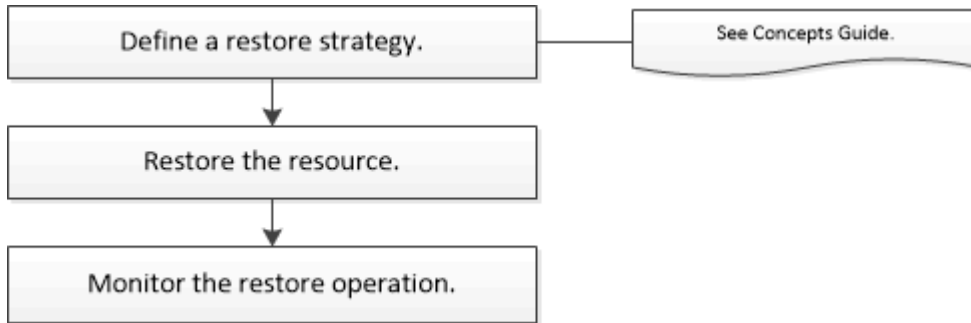 Define a restore strategy.
See Concepts Guide.
Restore the resource.
Monitor the restore operation.